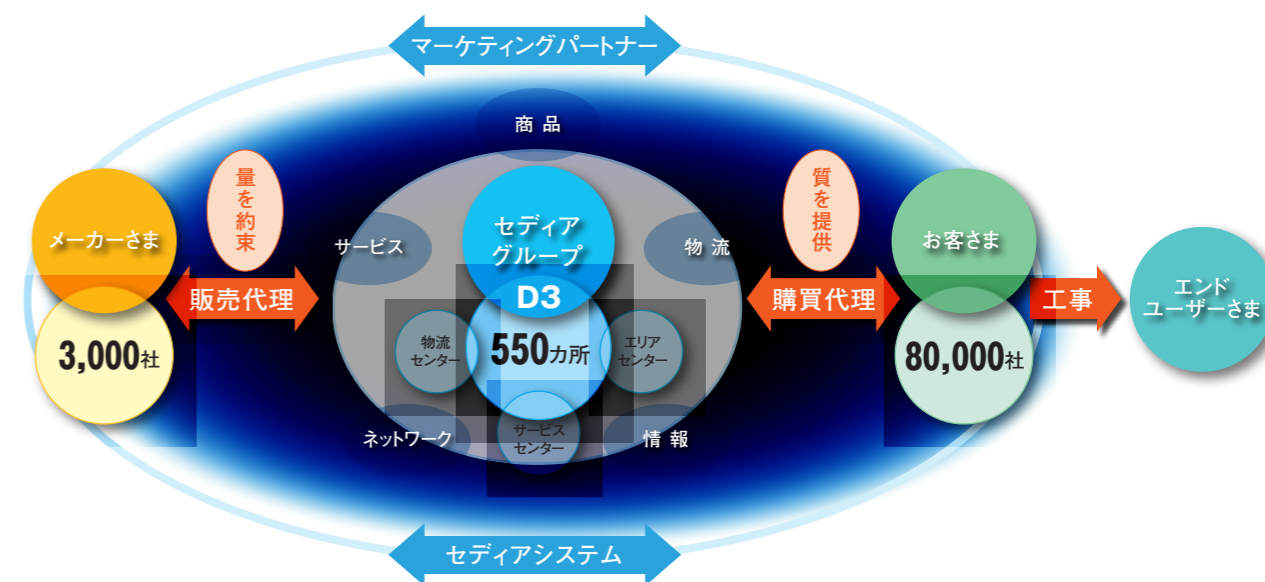 マーケティングパートナー
商品
量を約束
質を提供
メーカーさま
サービス
セディア
グループ
物流
お客さま
販売代理
D3
購買代理
工事
エンド
ユーザーさま
3,000社
物流
センター
550カ所
エリア
センター
80,000社
ネットワーク
サービス
センター
情報
セディアシステム